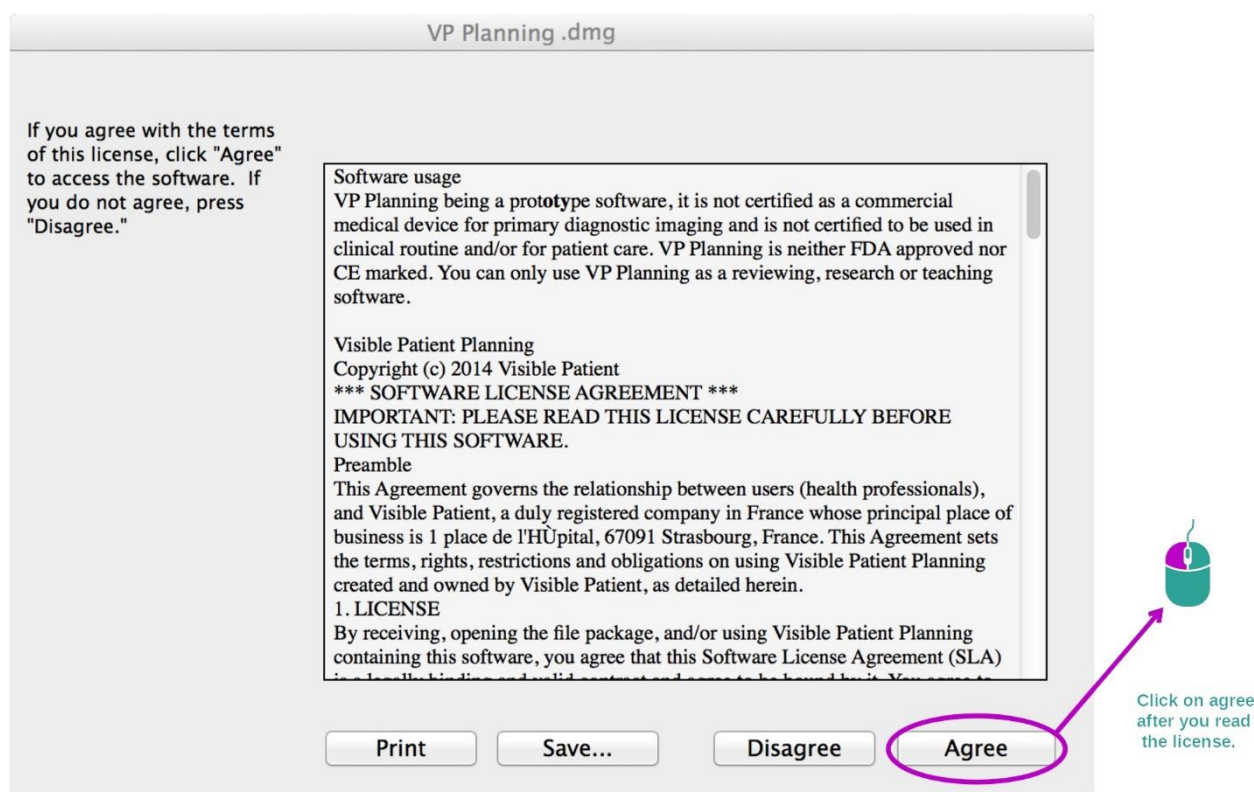 VP Planning .dmg
If you agree with the terms
of this license, click "Agree"
to access the software.  If
you do not agree, press
"Disagree."
Software usage
VP Planning being a prototype software, it is not certified as a commercial
medical device for primary diagnostic imaging and is not certified to be used in
clinical routine and/or for patient care. VP Planning is neither FDA approved nor
CE marked. You can only use VP Planning as a reviewing, research or teaching
software.
Visible Patient Planning
Copyright (c) 2014 Visible Patient
*** SOFTWARE LICENSE AGREEMENT ***
IMPORTANT: PLEASE READ THIS LICENSE CAREFULLY BEFORE
USING THIS SOFTWARE.
Preamble
This Agreement governs the relationship between users (health professionals),
and Visible Patient, a duly registered company in France whose principal place of
business is 1 place de l'HÙpital, 67091 Strasbourg, France. This Agreement sets
the terms, rights, restrictions and obligations on using Visible Patient Planning
created and owned by Visible Patient, as detailed herein.
1. LICENSE
By receiving, opening the file package, and/or using Visible Patient Planning
containing this software, you agree that this Software License Agreement (SLA)
Print
Save...
Disagree
Agree
Click on agree
after you read
the license.